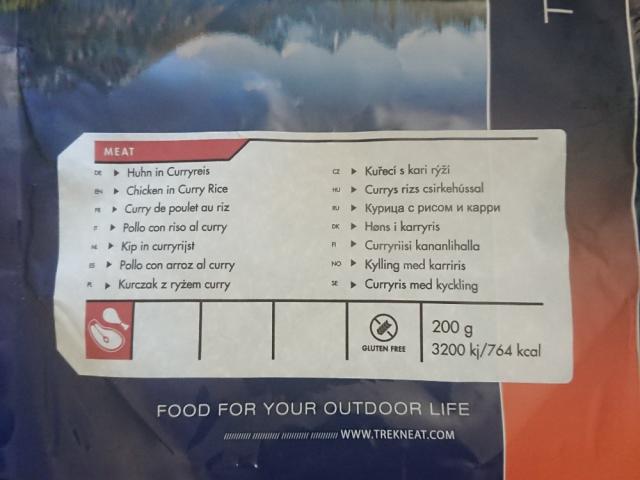 T
MEAT
DE ▶ Huhn in Curryreis
EN ▶ Chicken in Curry Rice
FR ▶ Curry de poulet au riz
IT ▶ Pollo con riso al curry
NL ▶ Kip in curryrijst
ES ▶ Pollo con arroz al curry
PL ▶ Kurczak z ryżem curry
CZ ▶ Kuřecí s kari rýží
HU ▶ Currys rizs csirkehússal
RU ▶ Курица с рисом и карри
DK ▶ Høns i karryris
FI ▶ Curryriisi kananlihalla
NO ▶ Kylling med karriris
SE ▶ Curryris med kyckling
GLUTEN FREE
200 g
3200 kj/764 kcal
FOOD FOR YOUR OUTDOOR LIFE
WWW.TREKNEAT.COM